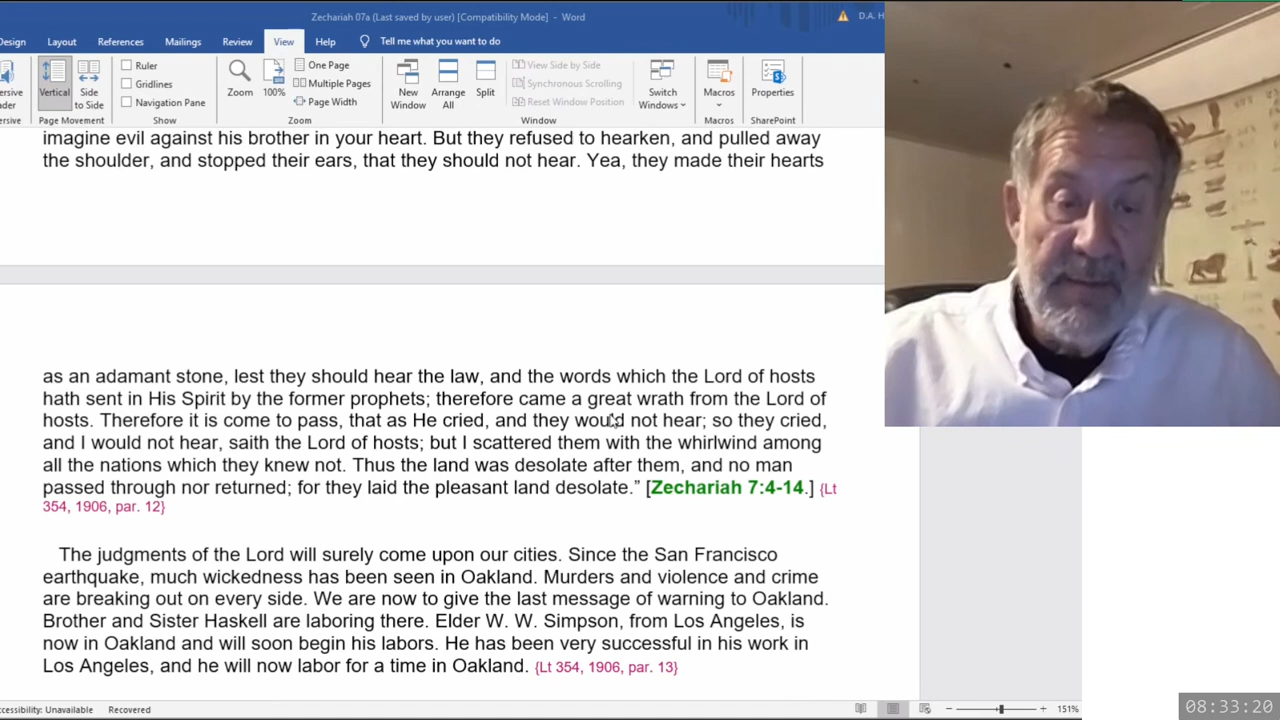 Zechariah 07a (Last saved by user) [Compatibility Mode] - Word
D.A. H
Design Layout References Mailings Review View Help Tell me what you want to do
Ruler
Gridlines
Navigation Pane
Vertical
Side to Side
Page Movement
Show
Zoom
100%
One Page
Multiple Pages
Page Width
Zoom
New Window
Arrange All
Split
View Side by Side
Synchronous Scrolling
Reset Window Position
Window
Switch Windows
Macros
Macros
Properties
SharePoint
imagine evil against his brother in your heart. But they refused to hearken, and pulled away
the shoulder, and stopped their ears, that they should not hear. Yea, they made their hearts
as an adamant stone, lest they should hear the law, and the words which the Lord of hosts
hath sent in His Spirit by the former prophets; therefore came a great wrath from the Lord of
hosts. Therefore it is come to pass, that as He cried, and they would not hear; so they cried,
and I would not hear, saith the Lord of hosts; but I scattered them with the whirlwind among
all the nations which they knew not. Thus the land was desolate after them, and no man
passed through nor returned; for they laid the pleasant land desolate.” [Zechariah 7:4-14.] {Lt
354, 1906, par. 12}
The judgments of the Lord will surely come upon our cities. Since the San Francisco
earthquake, much wickedness has been seen in Oakland. Murders and violence and crime
are breaking out on every side. We are now to give the last message of warning to Oakland.
Brother and Sister Haskell are laboring there. Elder W. W. Simpson, from Los Angeles, is
now in Oakland and will soon begin his labors. He has been very successful in his work in
Los Angeles, and he will now labor for a time in Oakland. {Lt 354, 1906, par. 13}
ccessibility: Unavailable Recovered
151%
08:33:20